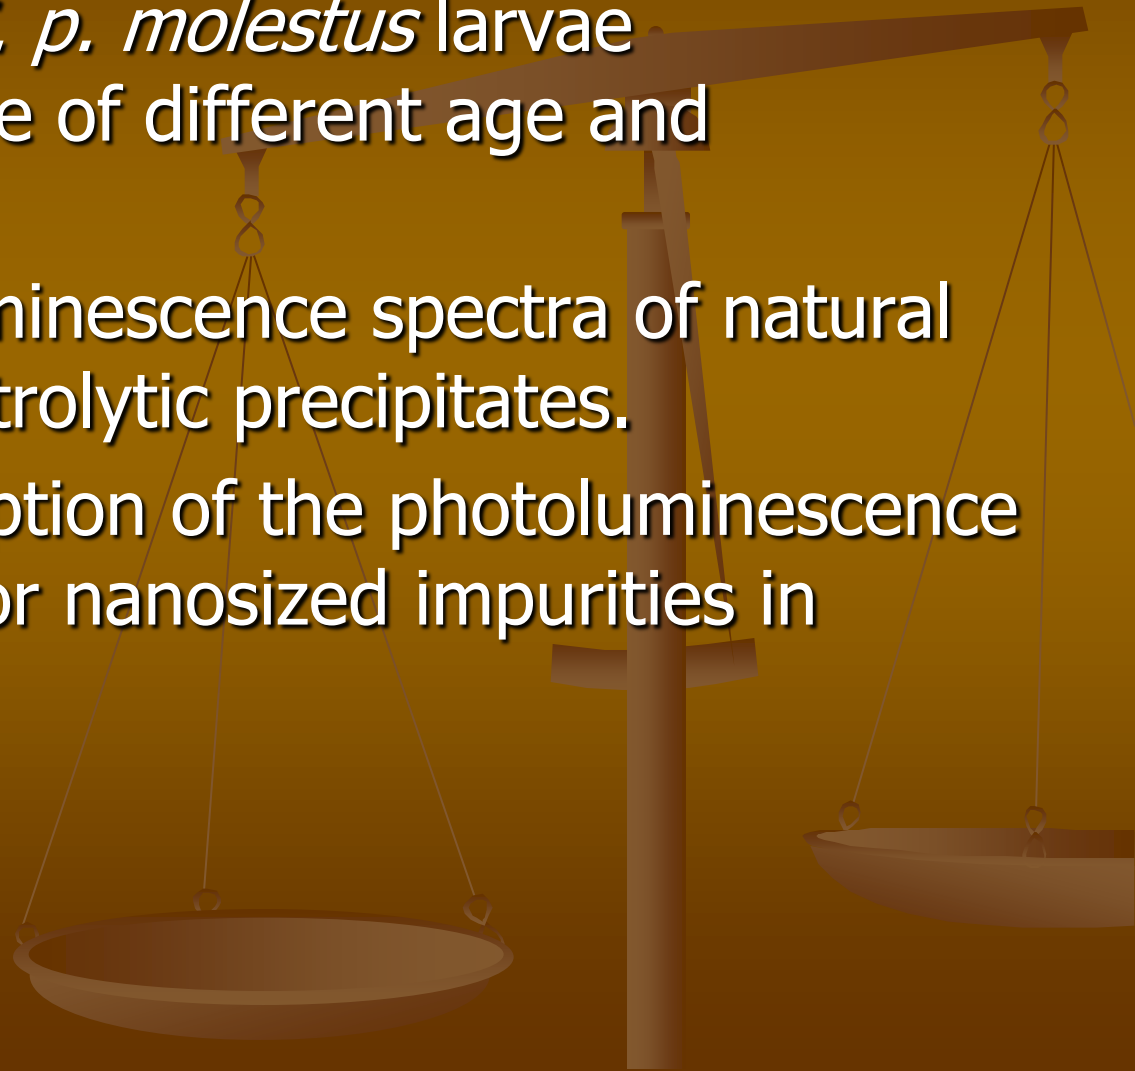 . p. molestus larvae
e of different age and
minescence spectra of natural
trolytic precipitates.
ption of the photoluminescence
or nanosized impurities in